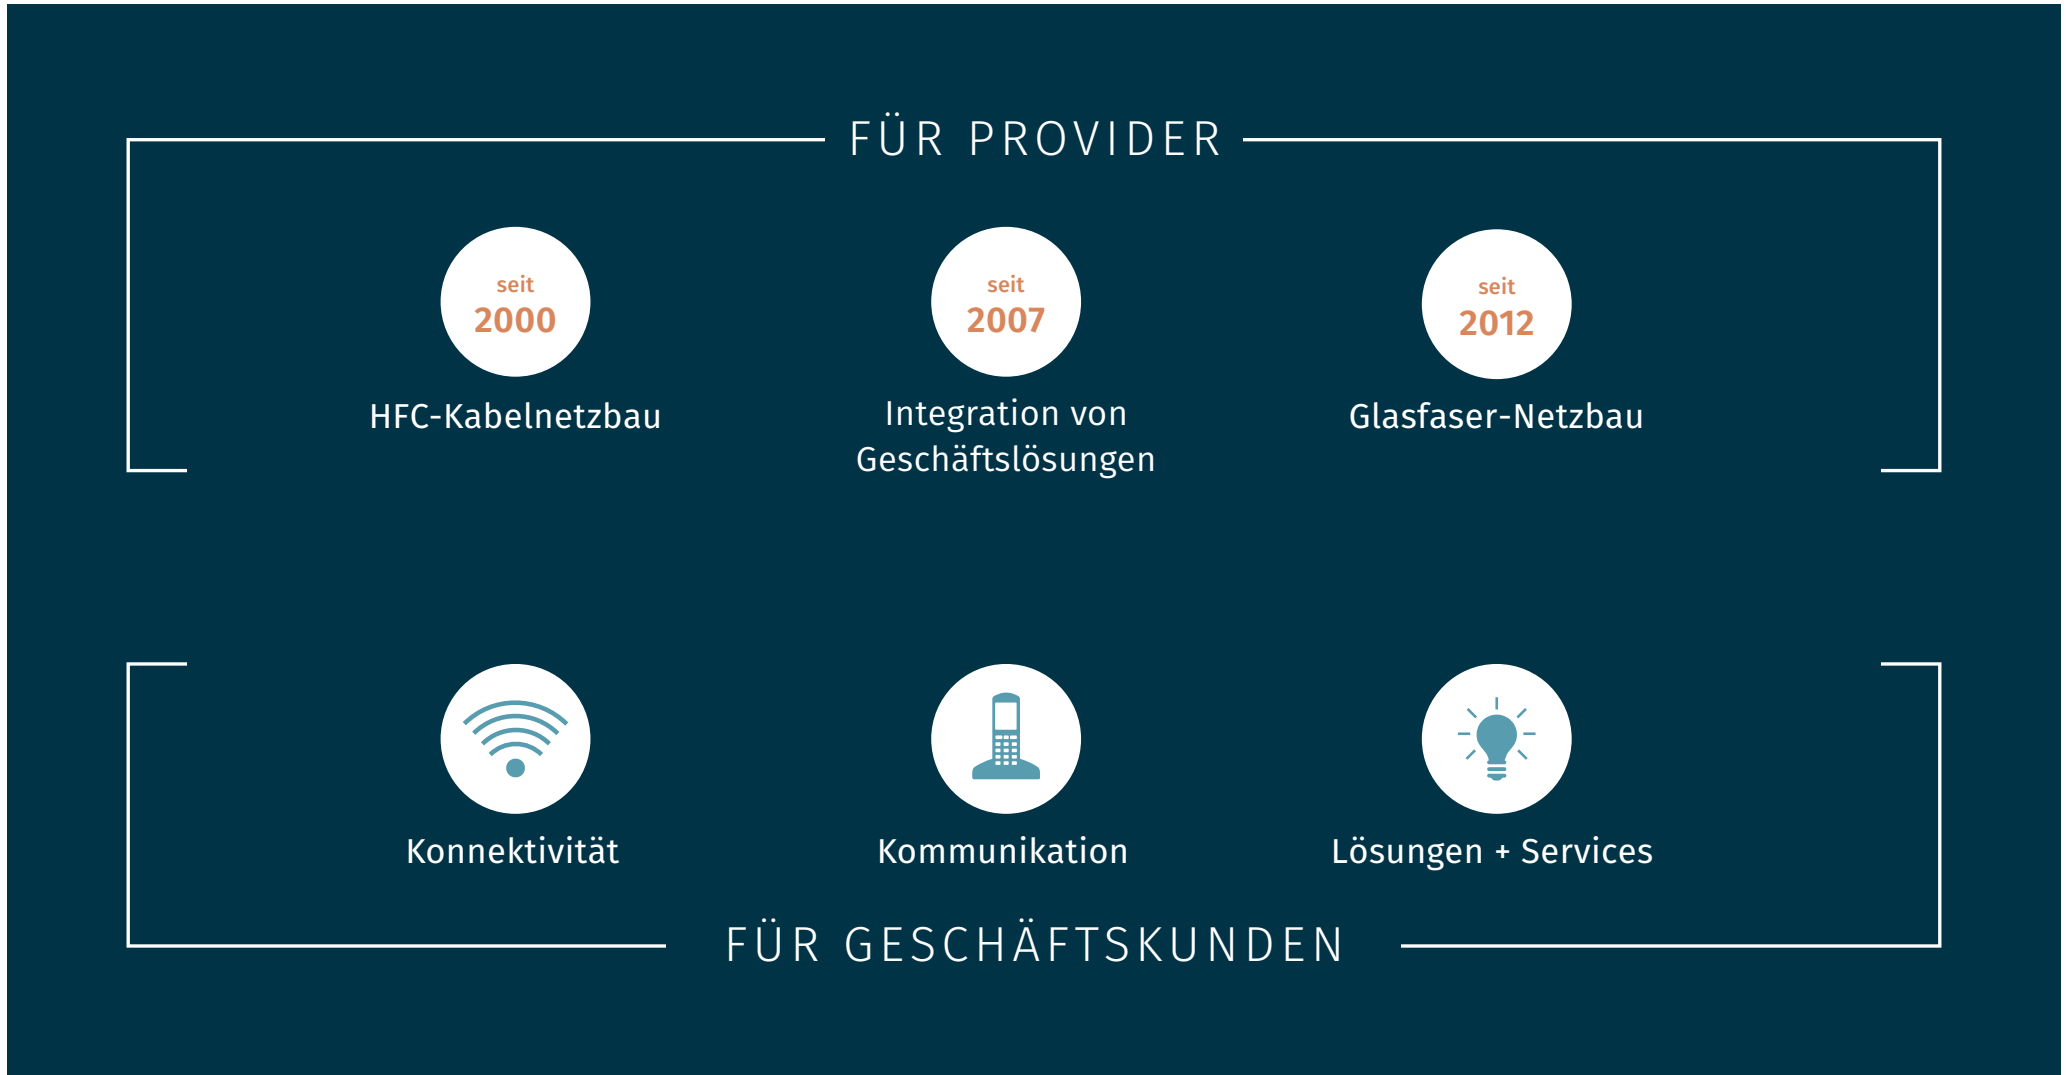 FÜR PROVIDER
seit
2000
HFC-Kabelnetzbau
seit
2007
Integration von
Geschäftslösungen
seit
2012
Glasfaser-Netzbau
Konnektivität
Kommunikation
Lösungen + Services
FÜR GESCHÄFTSKUNDEN